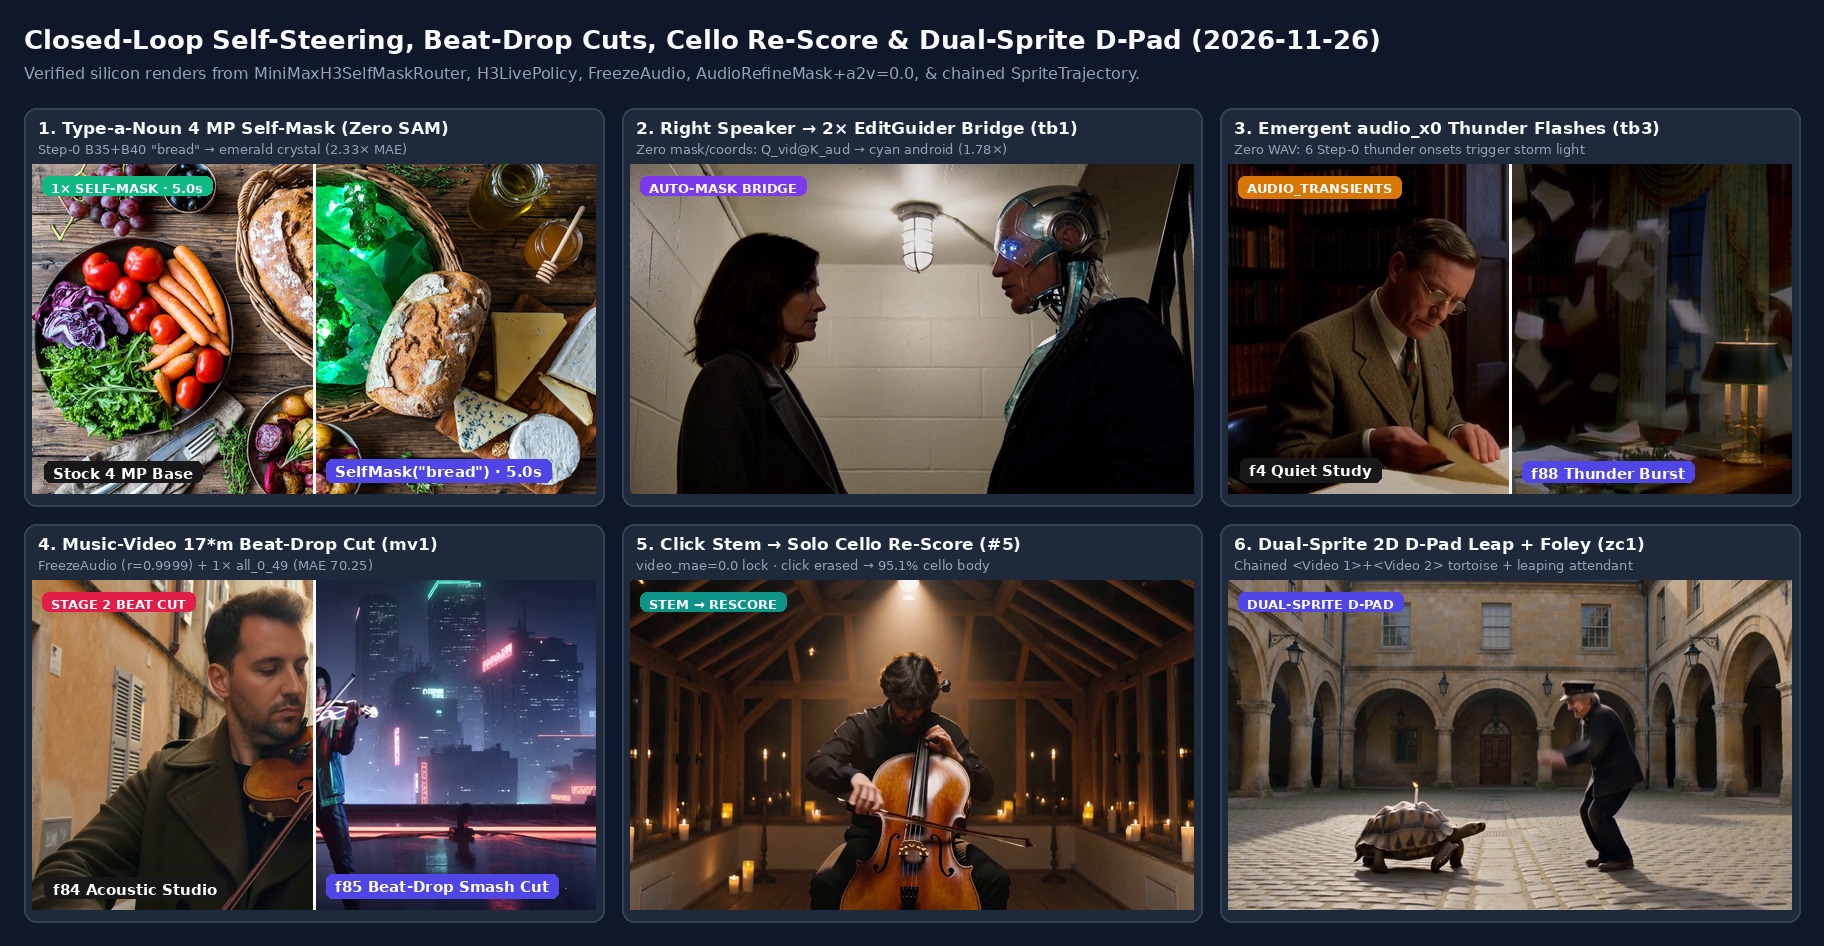 Closed-Loop Self-Steering, Beat-Drop Cuts, Cello Re-Score & Dual-Sprite D-Pad (2026-11-26)
Verified silicon renders from MiniMaxH3SelfMaskRouter, H3LivePolicy, FreezeAudio, AudioRefineMask+a2v=0.0, & chained SpriteTrajectory.
1. Type-a-Noun 4 MP Self-Mask (Zero SAM)
Step-0 B35+B40 "bread" → emerald crystal (2.33× MAE)
1× SELF-MASK · 5.0s
Stock 4 MP Base
SelfMask("bread") · 5.0s
2. Right Speaker → 2× EditGuider Bridge (tb1)
Zero mask/coords: Q_vid@K_aud → cyan android (1.78×)
AUTO-MASK BRIDGE
3. Emergent audio_x0 Thunder Flashes (tb3)
Zero WAV: 6 Step-0 thunder onsets trigger storm light
AUDIO_TRANSIENTS
f4 Quiet Study
f88 Thunder Burst
4. Music-Video 17*m Beat-Drop Cut (mv1)
FreezeAudio (r=0.9999) + 1× all_0_49 (MAE 70.25)
STAGE 2 BEAT CUT
f84 Acoustic Studio
f85 Beat-Drop Smash Cut
5. Click Stem → Solo Cello Re-Score (#5)
video_mae=0.0 lock · click erased → 95.1% cello body
STEM → RESCORE
6. Dual-Sprite 2D D-Pad Leap + Foley (zc1)
Chained <Video 1>+<Video 2> tortoise + leaping attendant
DUAL-SPRITE D-PAD